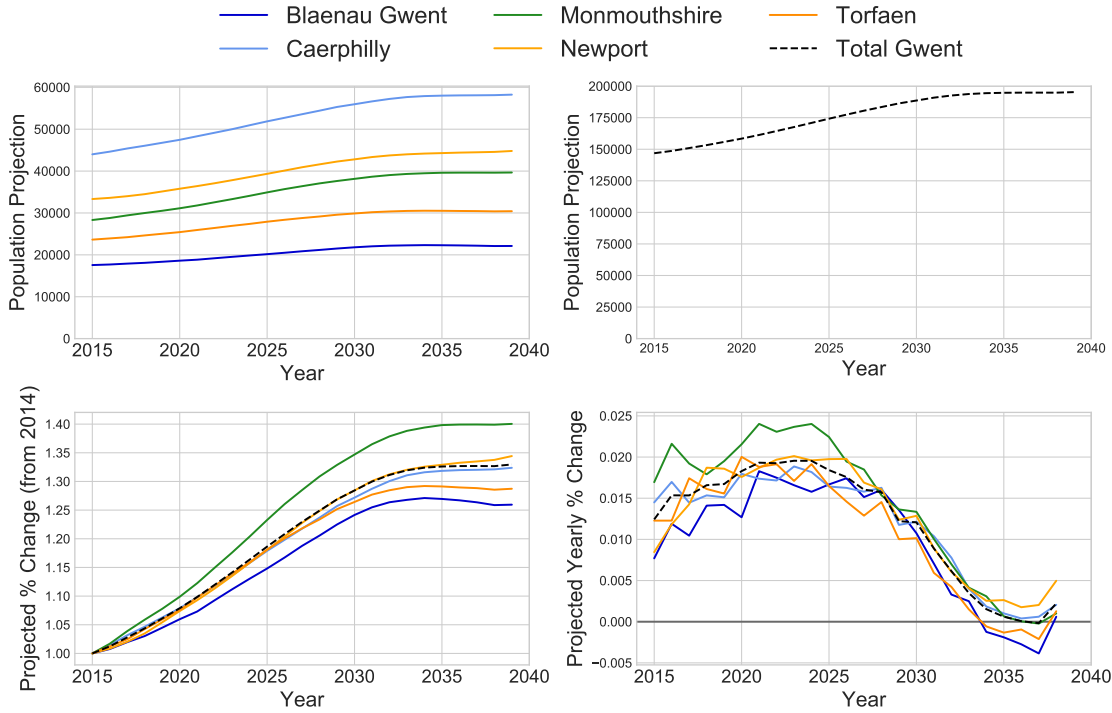 Blaenau Gwent Monmouthshire Torfaen
Caerphilly Newport Total Gwent
Population Projection
60000
50000
40000
30000
20000
10000
0
2015 2020 2025 2030 2035 2040
Year
Population Projection
200000
175000
150000
125000
100000
75000
50000
25000
0
2015 2020 2025 2030 2035 2040
Year
Projected % Change (from 2014)
1.40
1.35
1.30
1.25
1.20
1.15
1.10
1.05
1.00
2015 2020 2025 2030 2035 2040
Year
Projected Yearly % Change
0.025
0.020
0.015
0.010
0.005
0.000
−0.005
2015 2020 2025 2030 2035 2040
Year